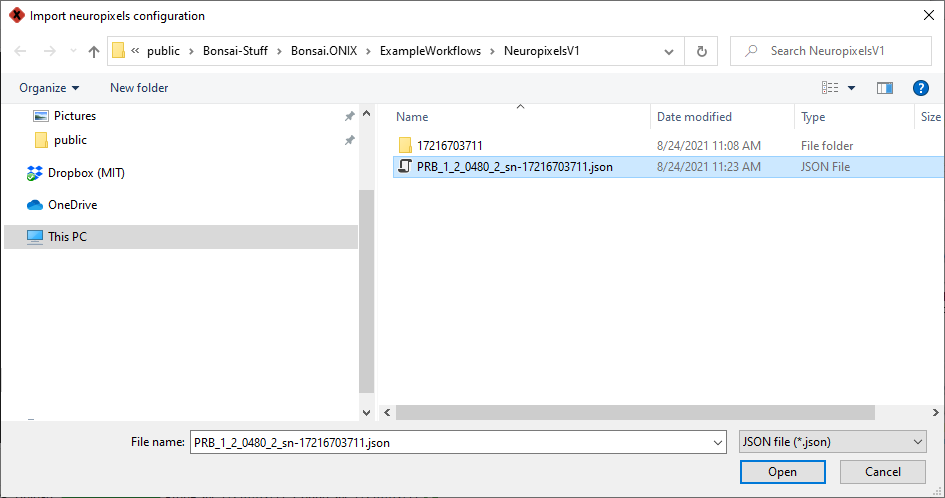 Import neuropixels configuration
« public > Bonsai-Stuff > Bonsai.ONIX > ExampleWorkflows > NeuropixelsV1
Search NeuropixelsV1
Organize New folder
Pictures
public
Dropbox (MIT)
OneDrive
This PC
Name Date modified Type Size
17216703711 8/24/2021 11:08 AM File folder
PRB_1_2_0480_2_sn-17216703711.json 8/24/2021 11:23 AM JSON File
File name: PRB_1_2_0480_2_sn-17216703711.json JSON file (*.json)
Open Cancel